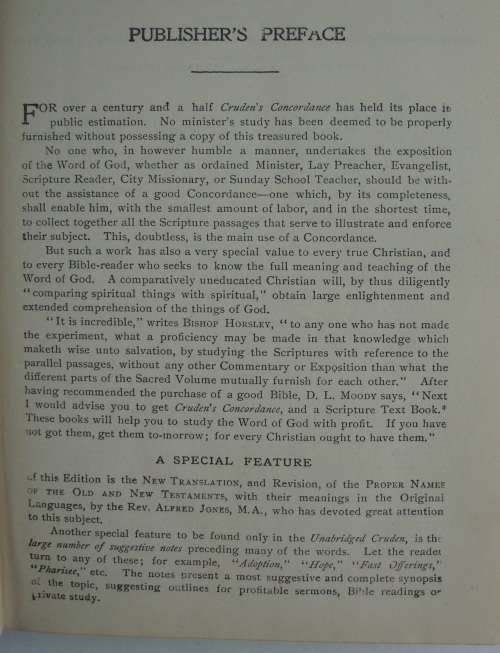 PUBLISHER'S PREFACE
FOR over a century and a half Cruden's Concordance has held its place in
public estimation. No minister's study has been deemed to be properly
furnished without possessing a copy of this treasured book.
No one who, in however humble a manner, undertakes the exposition
of the Word of God, whether as ordained Minister, Lay Preacher, Evangelist,
Scripture Reader, City Missionary, or Sunday School Teacher, should be with-
out the assistance of a good Concordance—one which, by its completeness,
shall enable him, with the smallest amount of labor, and in the shortest time,
to collect together all the Scripture passages that serve to illustrate and enforce
their subject. This, doubtless, is the main use of a Concordance.
But such a work has also a very special value to every true Christian, and
to every Bible-reader who seeks to know the full meaning and teaching of the
Word of God. A comparatively uneducated Christian will, by thus diligently
"comparing spiritual things with spiritual," obtain large enlightenment and
extended comprehension of the things of God.
"It is incredible," writes BISHOP HORSLEY, "to any one who has not made
the experiment, what a proficiency may be made in that knowledge which
maketh wise unto salvation, by studying the Scriptures with reference to the
parallel passages, without any other Commentary or Exposition than what the
different parts of the Sacred Volume mutually furnish for each other." After
having recommended the purchase of a good Bible, D. L. MOODY says, "Next
I would advise you to get Cruden's Concordance, and a Scripture Text Book.*
These books will help you to study the Word of God with profit. If you have
not got them, get them to-morrow; for every Christian ought to have them."
A SPECIAL FEATURE
of this Edition is the NEW TRANSLATION, and Revision, of the PROPER NAMES
OF THE OLD AND NEW TESTAMENTS, with their meanings in the Original
Languages, by the Rev. ALFRED JONES, M.A., who has devoted great attention
to this subject.
Another special feature to be found only in the Unabridged Cruden, is the
large number of suggestive notes preceding many of the words. Let the reader
turn to any of these; for example, "Adoption," "Hope," "Fast Offerings,"
"Pharisee," etc. The notes present a most suggestive and complete synopsis
of the topic, suggesting outlines for profitable sermons, Bible readings or
private study.